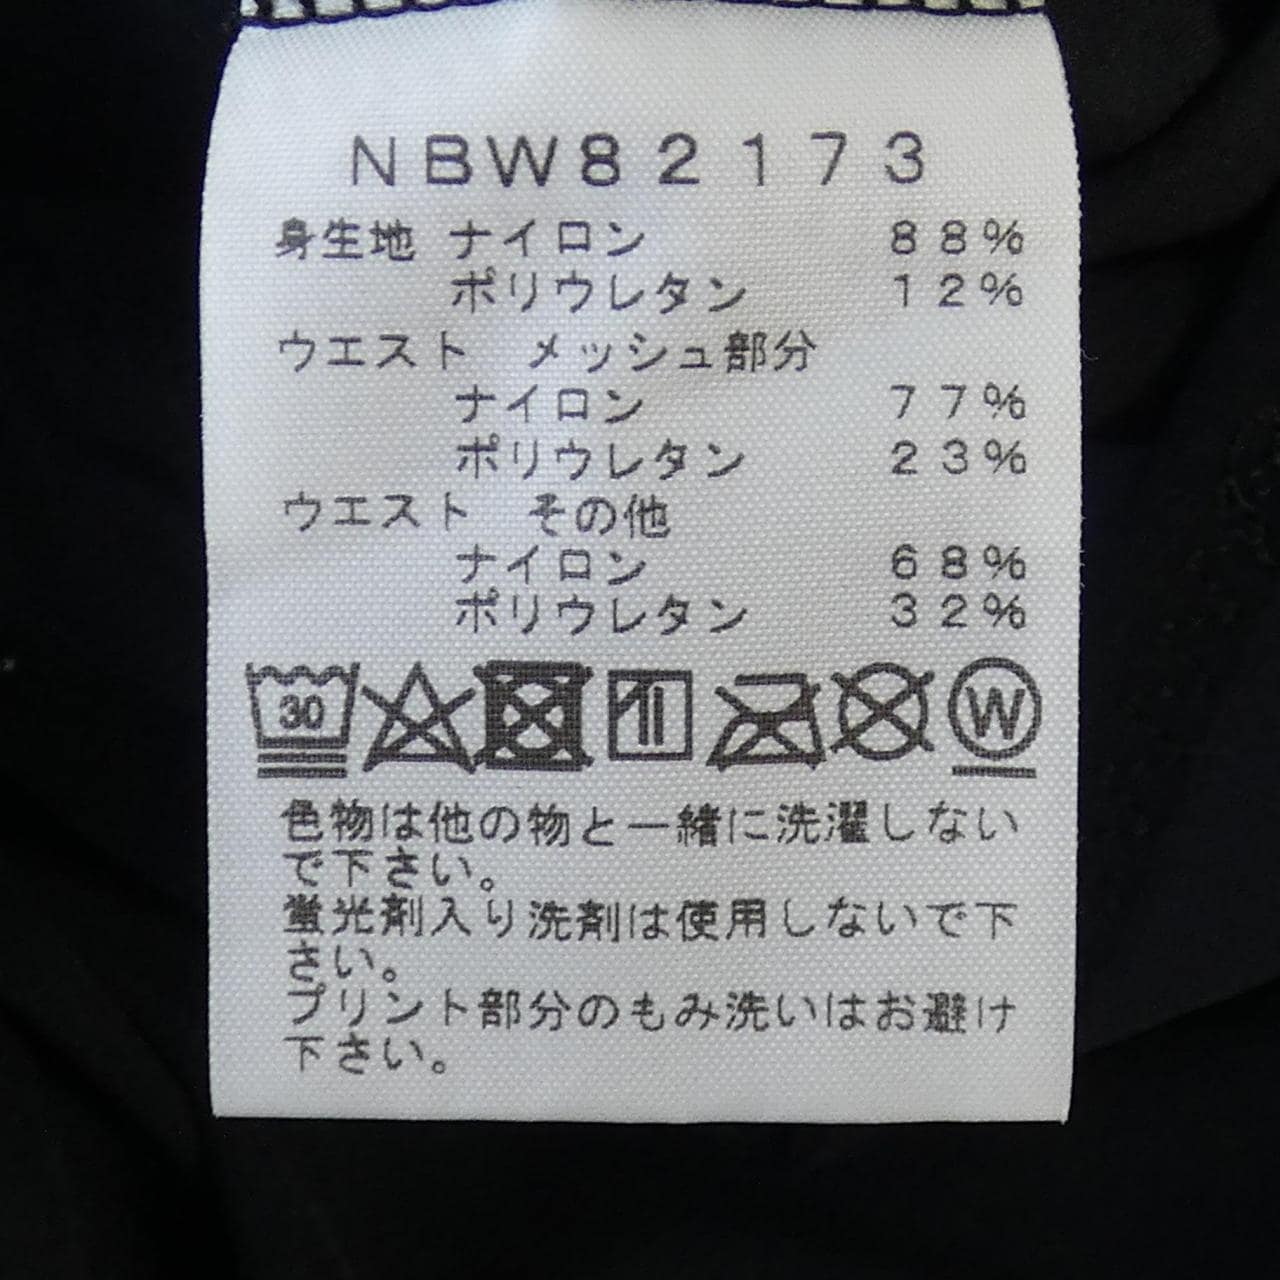 NBW82173
身生地 ナイロン 88%
ポリウレタン 12%
ウエスト メッシュ部分
ナイロン 77%
ポリウレタン 23%
ウエスト その他
ナイロン 68%
ポリウレタン 32%
30 W
色物は他の物と一緒に洗濯しない
で下さい。
蛍光剤入り洗剤は使用しないで下
さい。
プリント部分のもみ洗いはお避け
下さい。